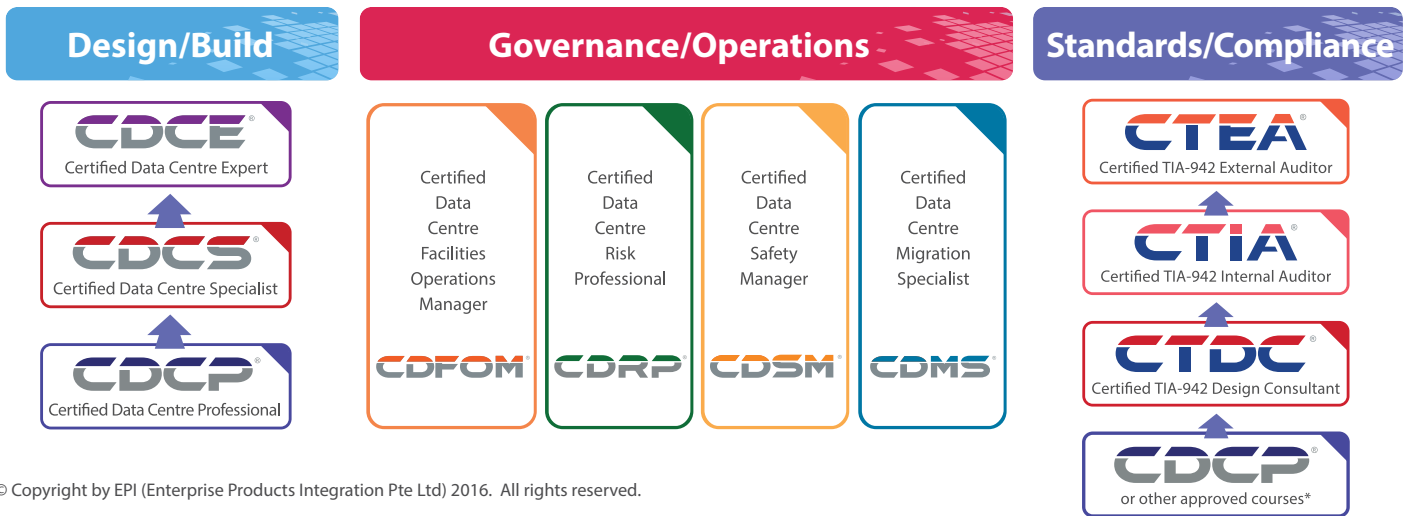 Design/Build
CDCE®
Certified Data Centre Expert
CDCS®
Certified Data Centre Specialist
CDCP®
Certified Data Centre Professional
Governance/Operations
Certified
Data
Centre
Facilities
Operations
Manager
CDFOM®
Certified
Data
Centre
Risk
Professional
CDRP®
Certified
Data
Centre
Safety
Manager
CDSM®
Certified
Data
Centre
Migration
Specialist
CDMS®
Standards/Compliance
CTEA®
Certified TIA-942 External Auditor
CTIA®
Certified TIA-942 Internal Auditor
CTDC®
Certified TIA-942 Design Consultant
CDCP®
or other approved courses*
© Copyright by EPI (Enterprise Products Integration Pte Ltd) 2016. All rights reserved.